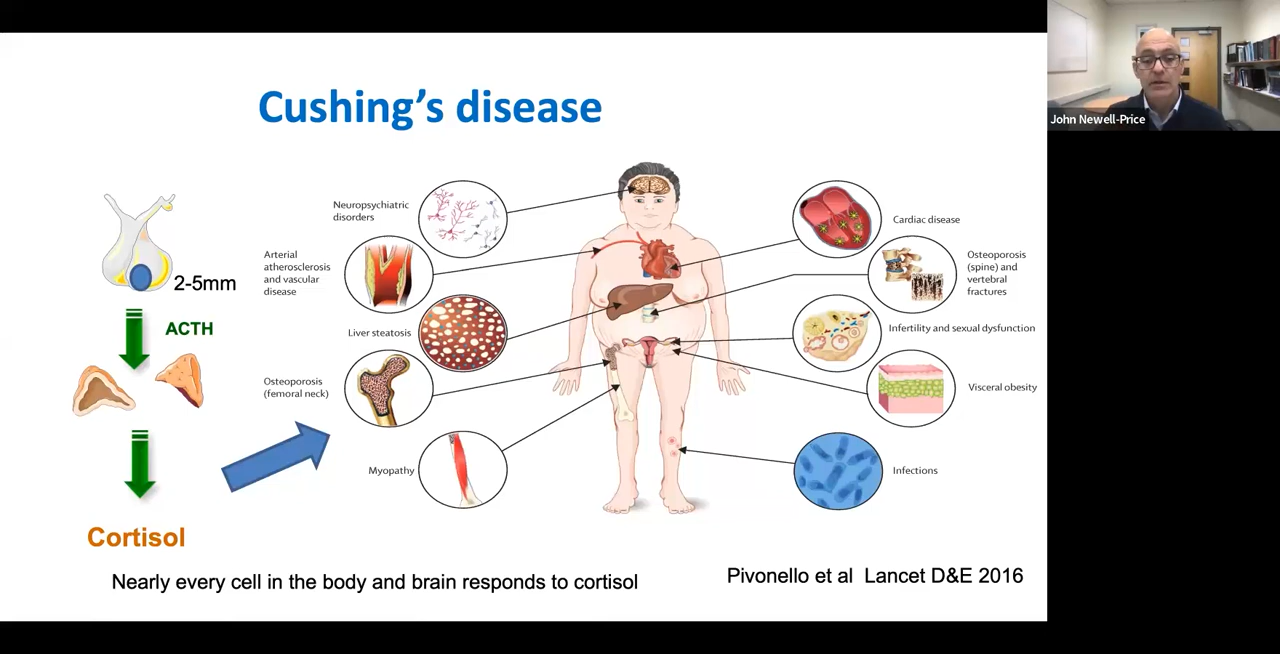 Cushing's disease
John Newell-Price
2-5mm
ACTH
Cortisol
Neuropsychiatric
disorders
Arterial
atherosclerosis
and vascular
disease
Liver steatosis
Osteoporosis
(femoral neck)
Myopathy
Cardiac disease
Osteoporosis
(spine) and
vertebral
fractures
Infertility and sexual dysfunction
Visceral obesity
Infections
Nearly every cell in the body and brain responds to cortisol
Pivonello et al Lancet D&E 2016